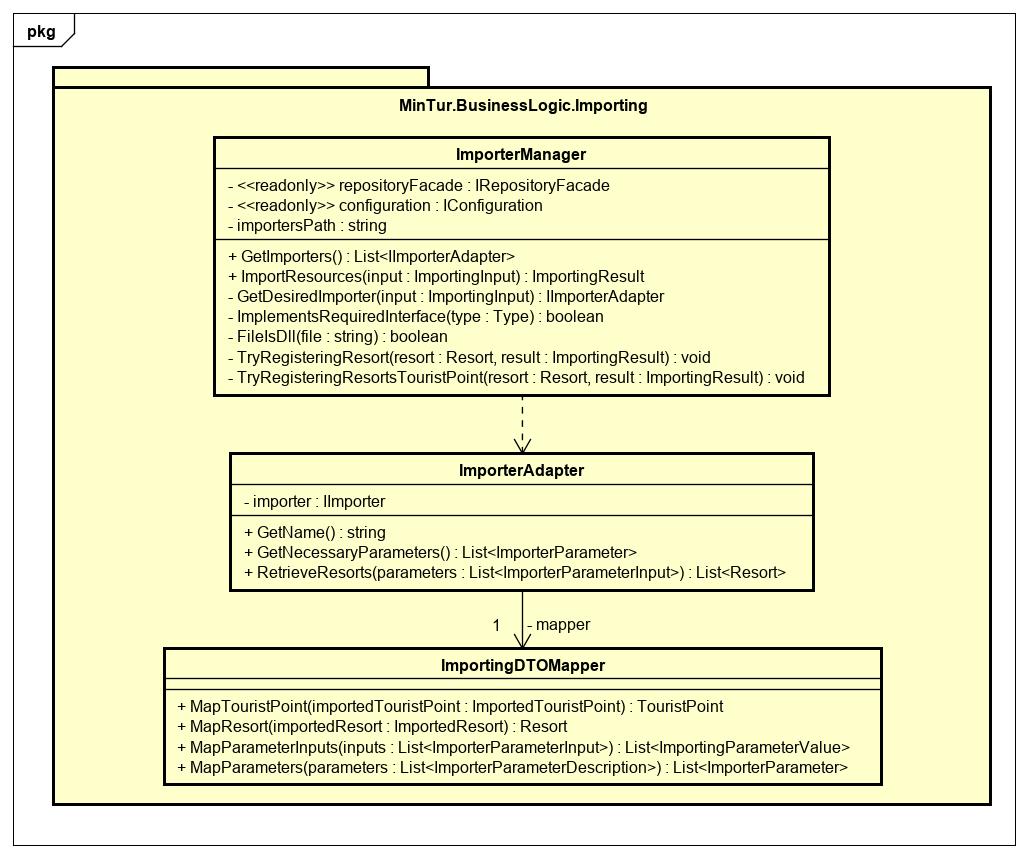 pkg
MinTur.BusinessLogic.Importing
ImporterManager
- <<readonly>> repositoryFacade : IRepositoryFacade
- <<readonly>> configuration : IConfiguration
- importersPath : string
+ GetImporters() : List<IImporterAdapter>
+ ImportResources(input : ImportingInput) : ImportingResult
- GetDesiredImporter(input : ImportingInput) : IImporterAdapter
- ImplementsRequiredInterface(type : Type) : boolean
- FileIsDll(file : string) : boolean
- TryRegisteringResort(resort : Resort, result : ImportingResult) : void
- TryRegisteringResortsTouristPoint(resort : Resort, result : ImportingResult) : void
ImporterAdapter
- importer : IImporter
+ GetName() : string
+ GetNecessaryParameters() : List<ImporterParameter>
+ RetrieveResorts(parameters : List<ImporterParameterInput>) : List<Resort>
1 - mapper
ImportingDTOMapper
+ MapTouristPoint(importedTouristPoint : ImportedTouristPoint) : TouristPoint
+ MapResort(importedResort : ImportedResort) : Resort
+ MapParameterInputs(inputs : List<ImporterParameterInput>) : List<ImportingParameterValue>
+ MapParameters(parameters : List<ImporterParameterDescription>) : List<ImporterParameter>